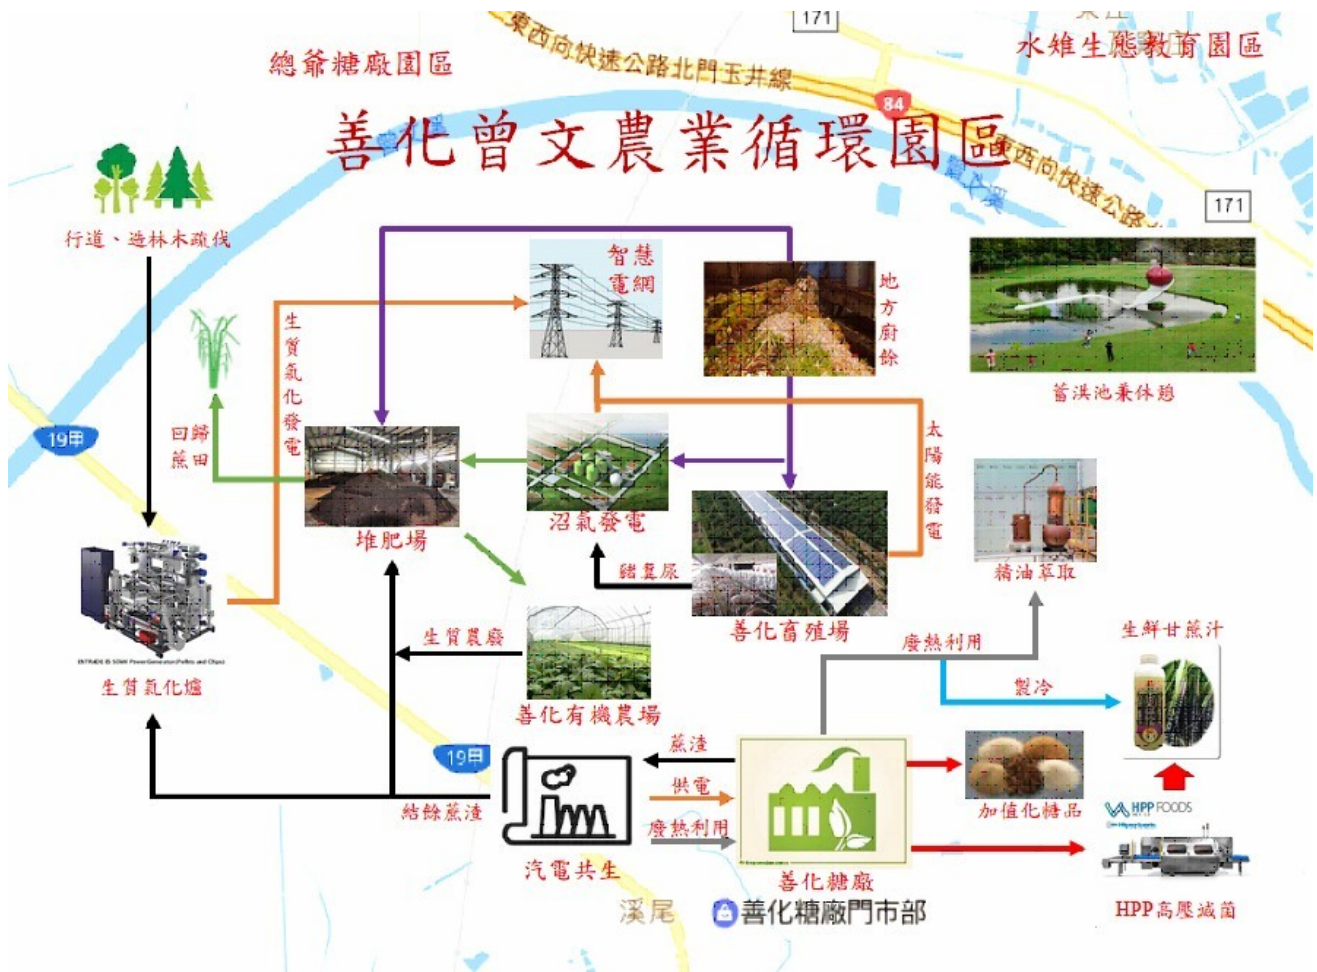 171
總爺糖廠園區
東西向快速公路北門玉井線
水雉生態教育園區
84
善化曾文農業循環園區
東西向快速公路
曾文溪
171
行道、造林木疏伐
智慧
電網
地方廚餘
生質氣化發電
蓄洪池兼休憩
19甲
回歸
蔗田
太陽能發電
堆肥場
沼氣發電
豬糞尿
精油萃取
善化畜殖場
生質農廢
廢熱利用
生鮮甘蔗汁
生質氣化爐
製冷
善化有機農場
19甲
蔗渣
供電
結餘蔗渣
廢熱利用
加值化糖品
HPP FOODS
汽電共生
善化糖廠
HPP高壓滅菌
溪尾
善化糖廠門市部